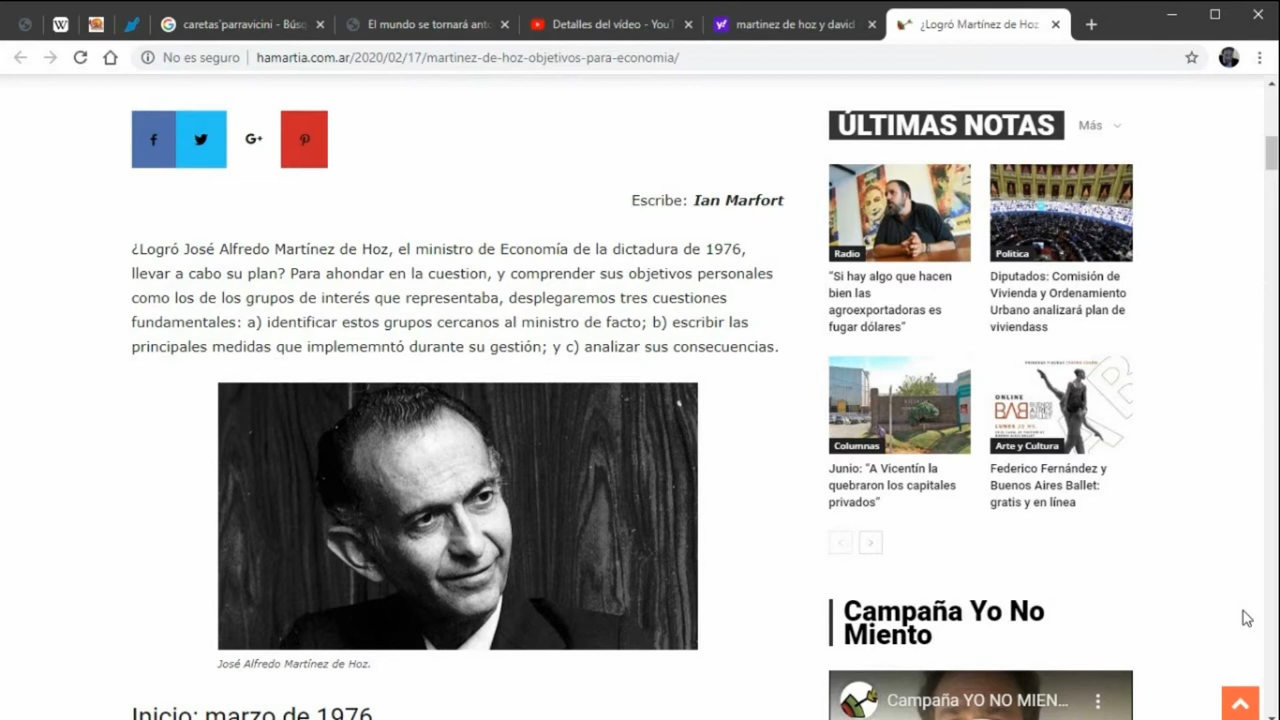 caretas parravicini - Bús
El mundo se tornará anto
Detalles del vídeo - YouT
martinez de hoz y david
¿Logró Martínez de Hoz
No es seguro
hamartia.com.ar/2020/02/17/martinez-de-hoz-objetivos-para-economia/
Escribe: Ian Marfort
¿Logró José Alfredo Martínez de Hoz, el ministro de Economía de la dictadura de 1976,
llevar a cabo su plan? Para ahondar en la cuestion, y comprender sus objetivos personales
como los de los grupos de interés que representaba, desplegaremos tres cuestiones
fundamentales: a) identificar estos grupos cercanos al ministro de facto; b) escribir las
principales medidas que implememntó durante su gestión; y c) analizar sus consecuencias.
José Alfredo Martínez de Hoz.
Inicio: marzo de 1976
ÚLTIMAS NOTAS
Más
Radio
"Si hay algo que hacen
bien las
agroexportadoras es
fugar dólares"
Politica
Diputados: Comisión de
Vivienda y Ordenamiento
Urbano analizará plan de
viviendass
Columnas
Junio: "A Vicentín la
quebraron los capitales
privados"
ONLINE
BAB BUENOS
AIRES
BALLET
Arte y Cultura
Federico Fernández y
Buenos Aires Ballet:
gratis y en línea
Campaña Yo No
Miento
Campaña YO NO MIEN...